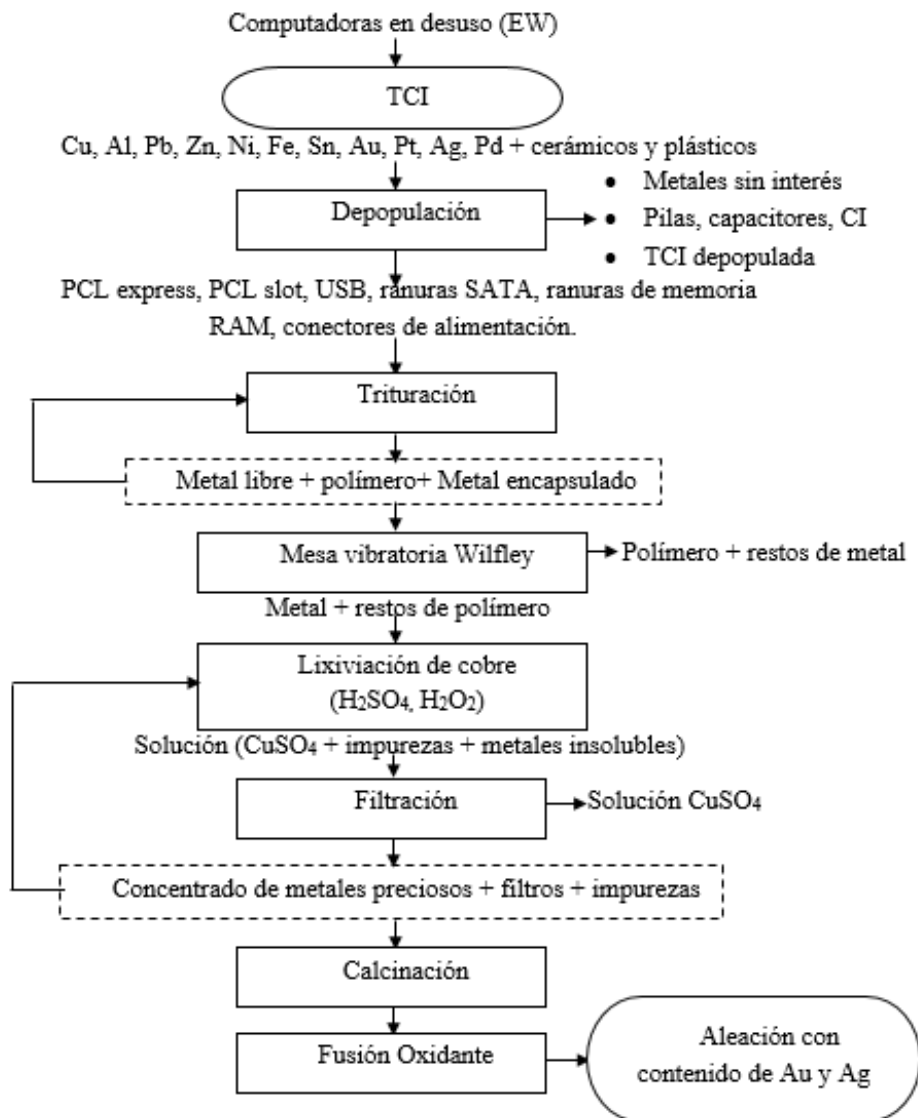 Computadoras en desuso (EW)
TCI
Cu, Al, Pb, Zn, Ni, Fe, Sn, Au, Pt, Ag, Pd + cerámicos y plásticos
Depopulación
• Metales sin interés
• Pilas, capacitores, CI
• TCI depopulada
PCL express, PCL slot, USB, ranuras SATA, ranuras de memoria
RAM, conectores de alimentación.
Trituración
Metal libre + polímero+ Metal encapsulado
Mesa vibratoria Wilfley
Polímero + restos de metal
Metal + restos de polímero
Lixiviación de cobre
(H₂SO₄, H₂O₂)
Solución (CuSO₄ + impurezas + metales insolubles)
Filtración
Solución CuSO₄
Concentrado de metales preciosos + filtros + impurezas
Calcinación
Fusión Oxidante
Aleación con
contenido de Au y Ag